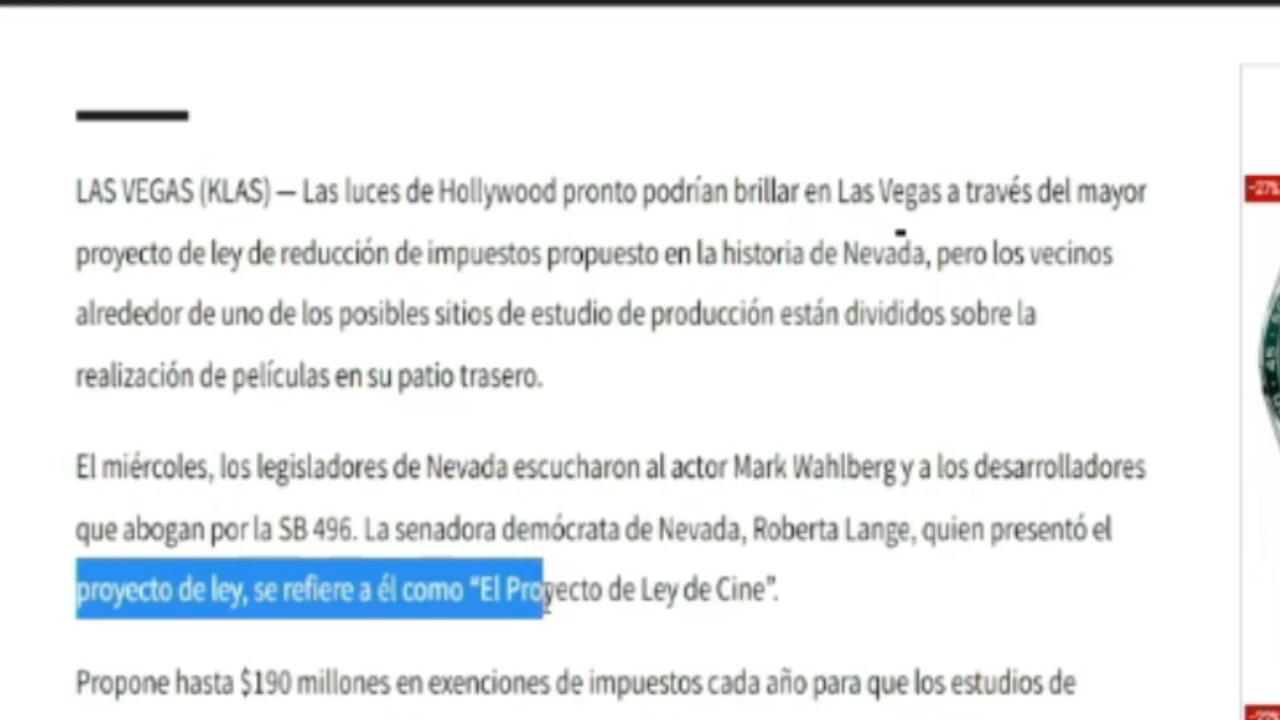 LAS VEGAS (KLAS) — Las luces de Hollywood pronto podrían brillar en Las Vegas a través del mayor
proyecto de ley de reducción de impuestos propuesto en la historia de Nevada, pero los vecinos
alrededor de uno de los posibles sitios de estudio de producción están divididos sobre la
realización de películas en su patio trasero.
El miércoles, los legisladores de Nevada escucharon al actor Mark Wahlberg y a los desarrolladores
que abogan por la SB 496. La senadora demócrata de Nevada, Roberta Lange, quien presentó el
proyecto de ley, se refiere a él como “El Proyecto de Ley de Cine”.
Propone hasta $190 millones en exenciones de impuestos cada año para que los estudios de
-27%